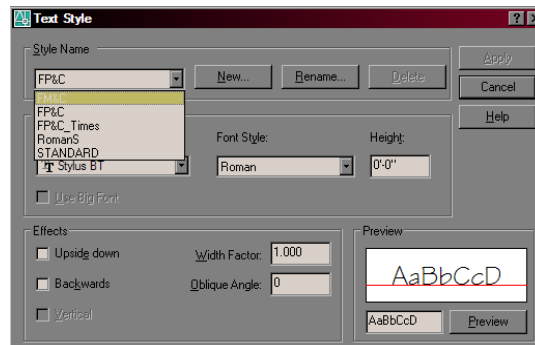 Text Style
Style Name
FP&C
New...
Rename...
Delete
Apply
Cancel
Help
FM&C
FP&C
FP&C_Times
RomanS
STANDARD
Font Style:
Height:
Stylus BT
Roman
0'-0"
Use Big Font
Effects
Upside down
Backwards
Vertical
Width Factor:
1.000
Oblique Angle:
0
Preview
AaBbCcD
AaBbCcD
Preview